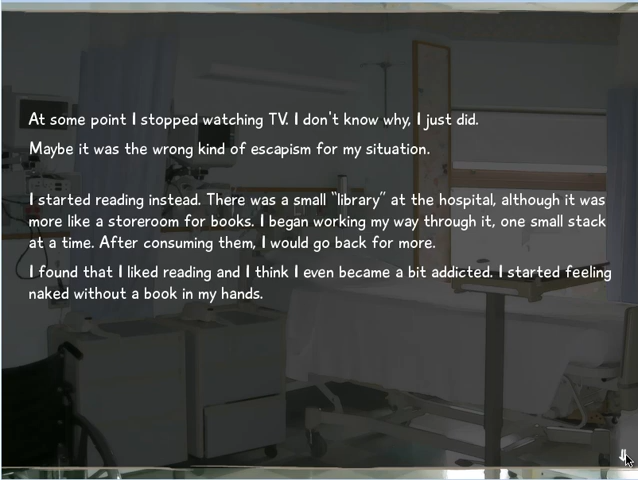 At some point I stopped watching TV. I don't know why, I just did.
Maybe it was the wrong kind of escapism for my situation.
I started reading instead. There was a small "library" at the hospital, although it was
more like a storeroom for books. I began working my way through it, one small stack
at a time. After consuming them, I would go back for more.
I found that I liked reading and I think I even became a bit addicted. I started feeling
naked without a book in my hands.